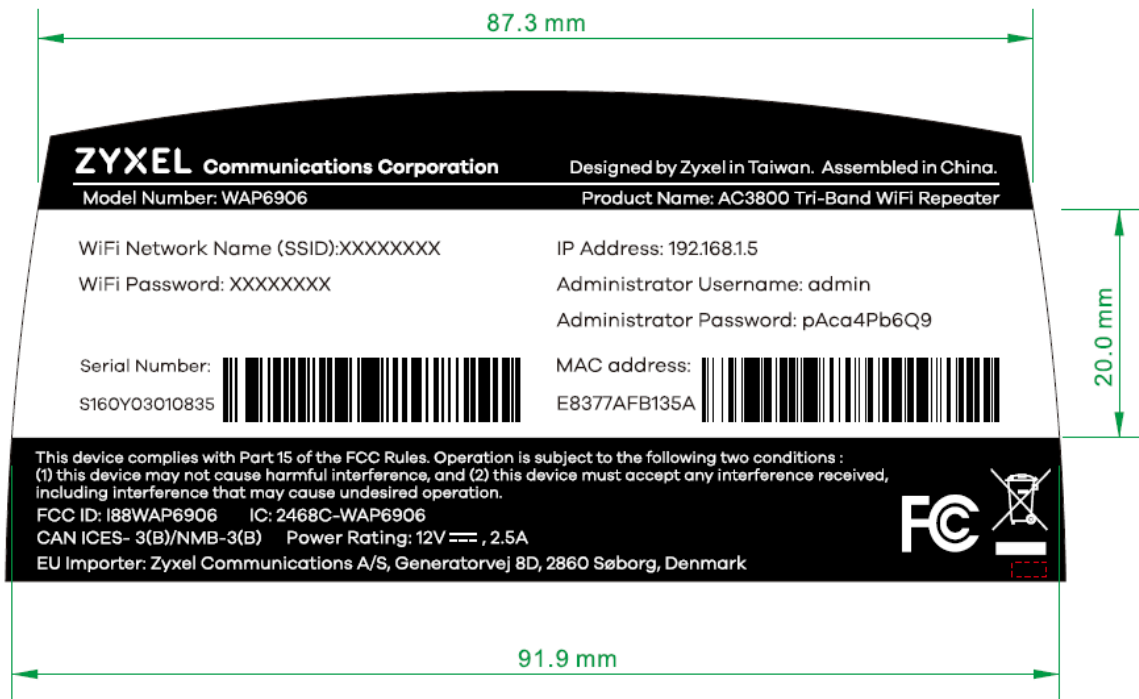 87.3 mm
ZYXEL Communications Corporation Designed by Zyxel in Taiwan. Assembled in China.
Model Number: WAP6906 Product Name: AC3800 Tri-Band WiFi Repeater
WiFi Network Name (SSID):XXXXXXXX IP Address: 192.168.1.5
WiFi Password: XXXXXXXX Administrator Username: admin
Administrator Password: pAca4Pb6Q9
20.0 mm
Serial Number: MAC address:
S160Y03010835 E8377AFB135A
This device complies with Part 15 of the FCC Rules. Operation is subject to the following two conditions :
(1) this device may not cause harmful interference, and (2) this device must accept any interference received,
including interference that may cause undesired operation.
FCC ID: I88WAP6906 IC: 2468C-WAP6906
CAN ICES- 3(B)/NMB-3(B) Power Rating: 12V ⎓ , 2.5A
EU Importer: Zyxel Communications A/S, Generatorvej 8D, 2860 Søborg, Denmark
FC
91.9 mm